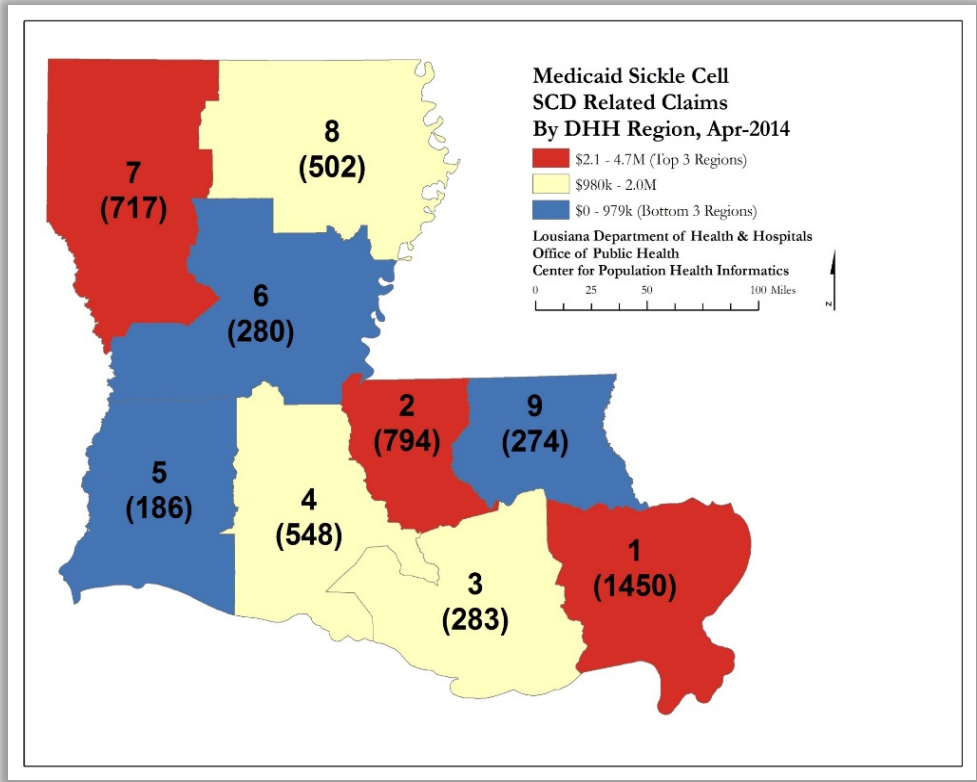 Medicaid Sickle Cell
SCD Related Claims
By DHH Region, Apr-2014
$2.1 - 4.7M (Top 3 Regions)
$980k - 2.0M
$0 - 979k (Bottom 3 Regions)
Lousiana Department of Health & Hospitals
Office of Public Health
Center for Population Health Informatics
0 25 50 100 Miles
N
8
(502)
7
(717)
6
(280)
2
(794)
9
(274)
5
(186)
4
(548)
1
(1450)
3
(283)